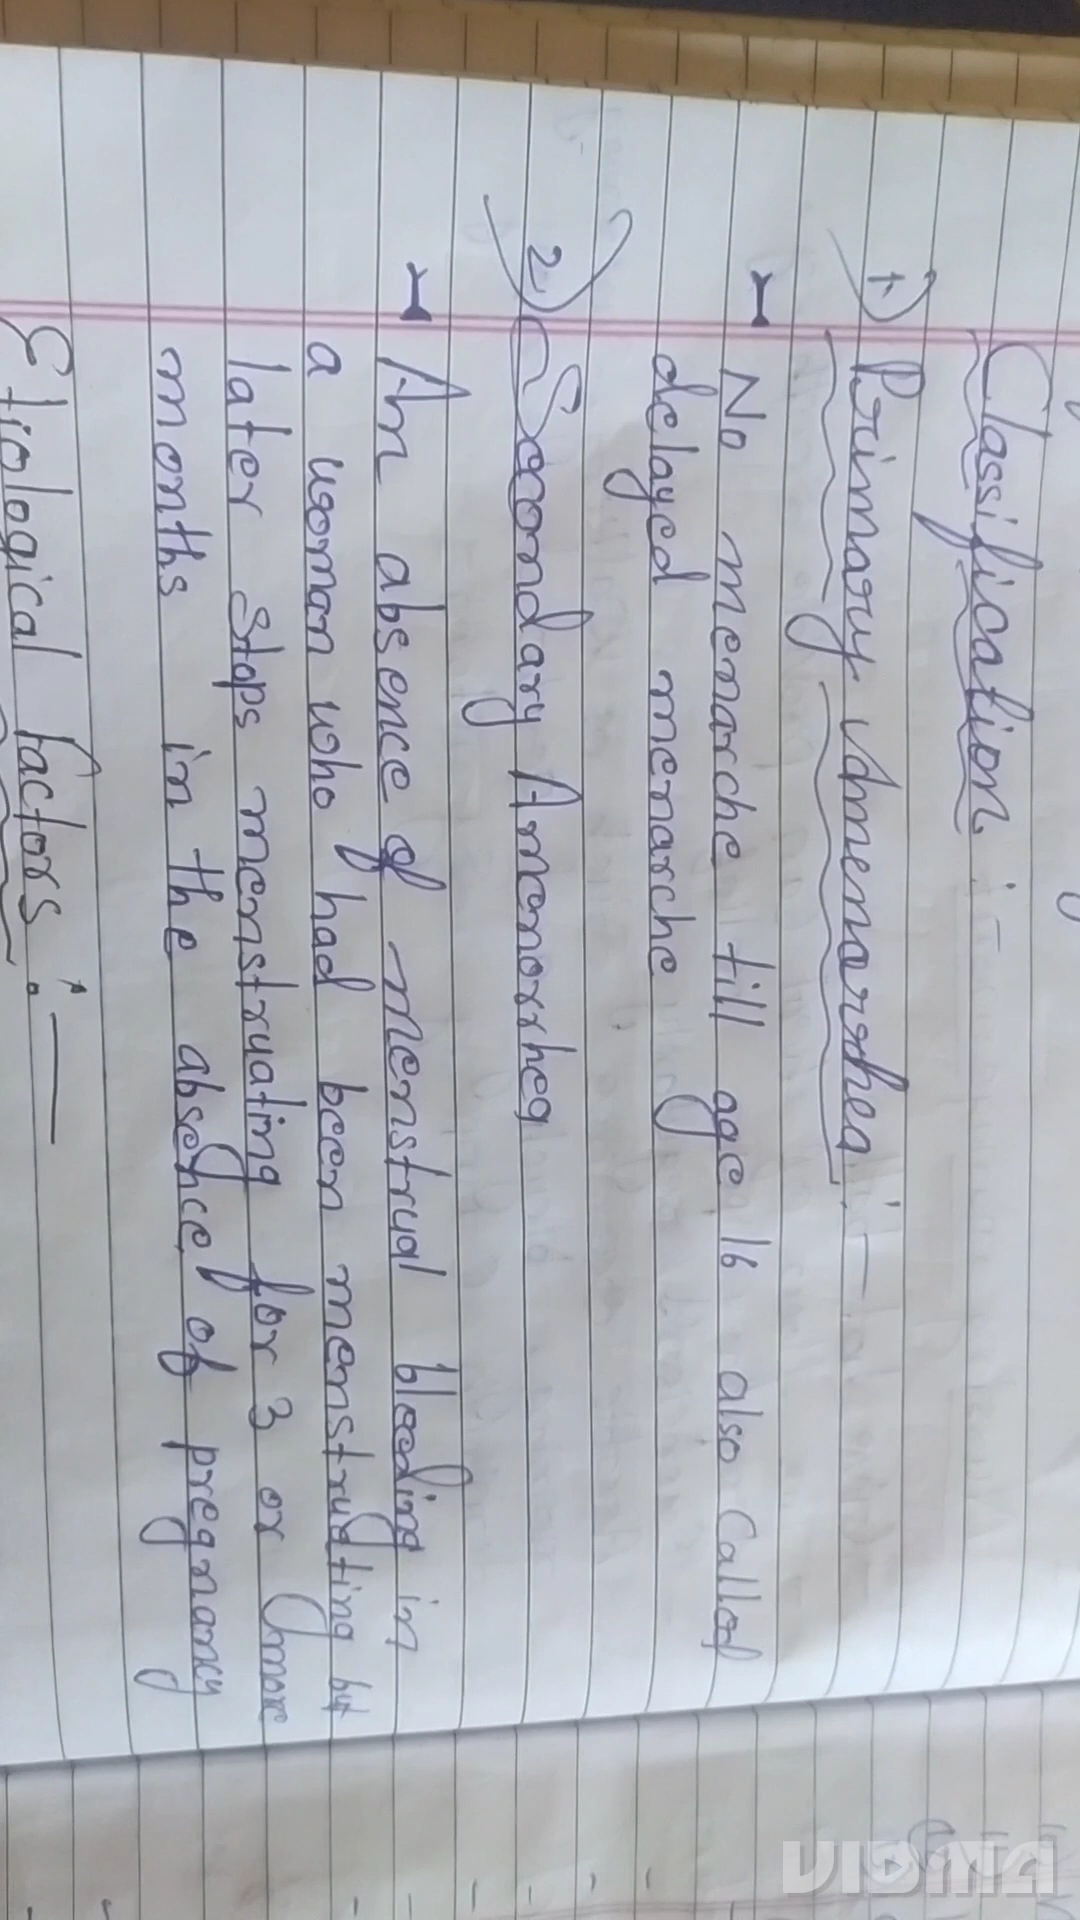 Classification :-
1) Primary Amenarrhea :-
No menarche till age 16 also called
delayed menarche
2) Secondary Amenorrhea
An absence of menstrual bleeding in
a woman who had been menstruating but
later stops menstruating for 3 or more
months in the absence of pregnancy
Etiological factors :-
VIDMA